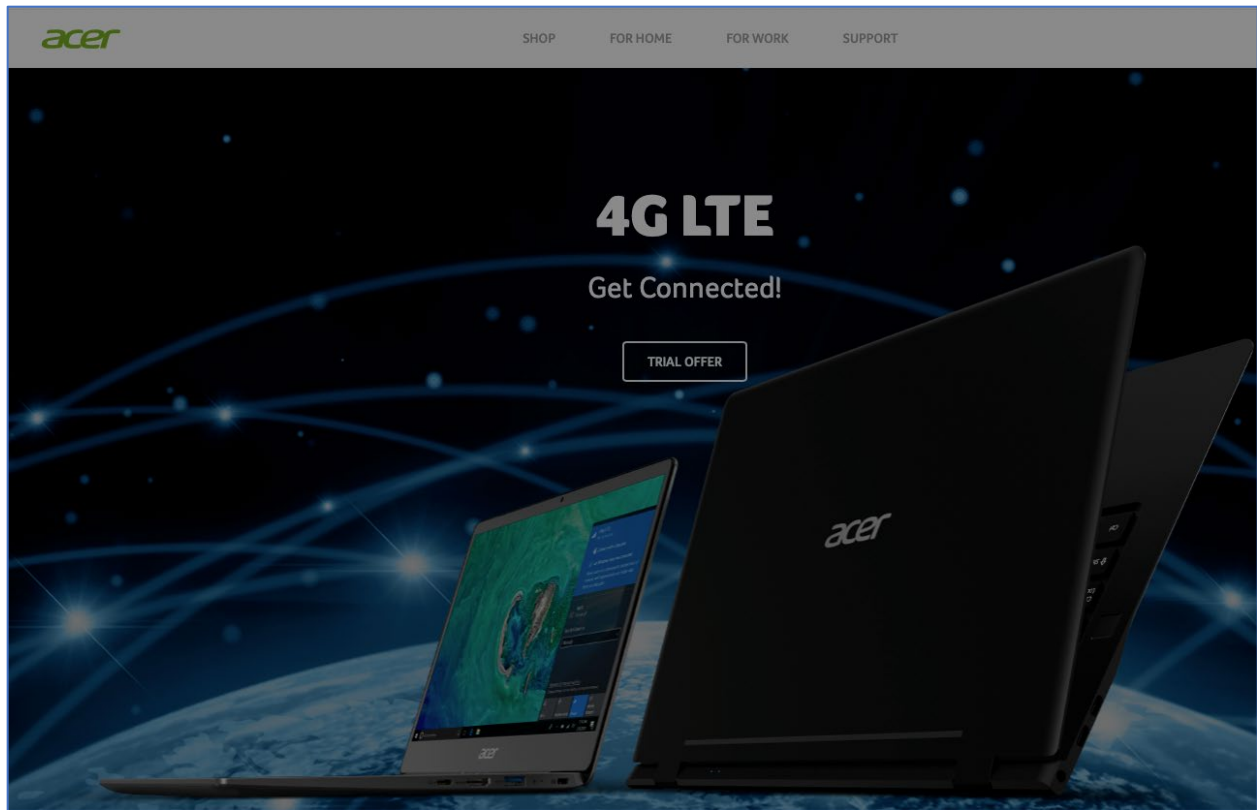 acer
SHOP FOR HOME FOR WORK SUPPORT
4G LTE
Get Connected!
TRIAL OFFER
acer
acer